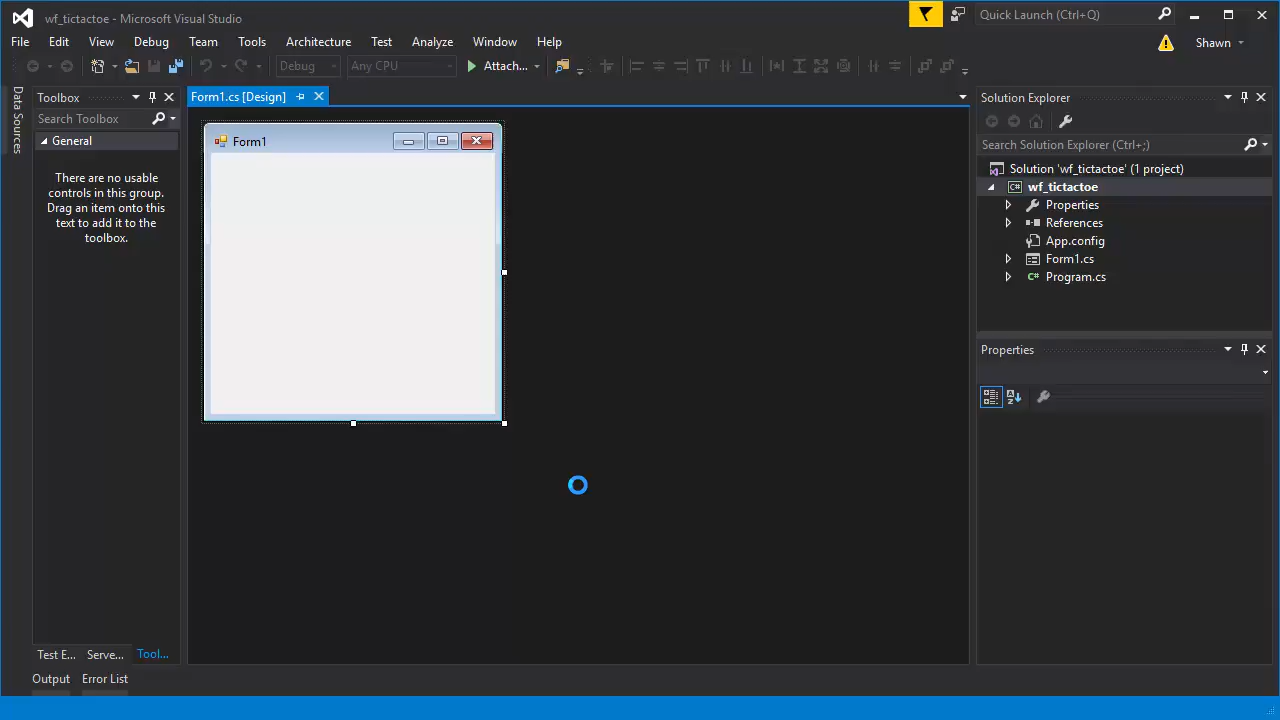 wf_tictactoe - Microsoft Visual Studio
Quick Launch (Ctrl+Q)
File Edit View Debug Team Tools Architecture Test Analyze Window Help
Shawn
Debug Any CPU Attach...
Data Sources
Toolbox
Search Toolbox
General
There are no usable
controls in this group.
Drag an item onto this
text to add it to the
toolbox.
Test E... Serve... Tool...
Output Error List
Form1.cs [Design]
Form1
Solution Explorer
Search Solution Explorer (Ctrl+;)
Solution 'wf_tictactoe' (1 project)
C# wf_tictactoe
Properties
References
App.config
Form1.cs
C# Program.cs
Properties